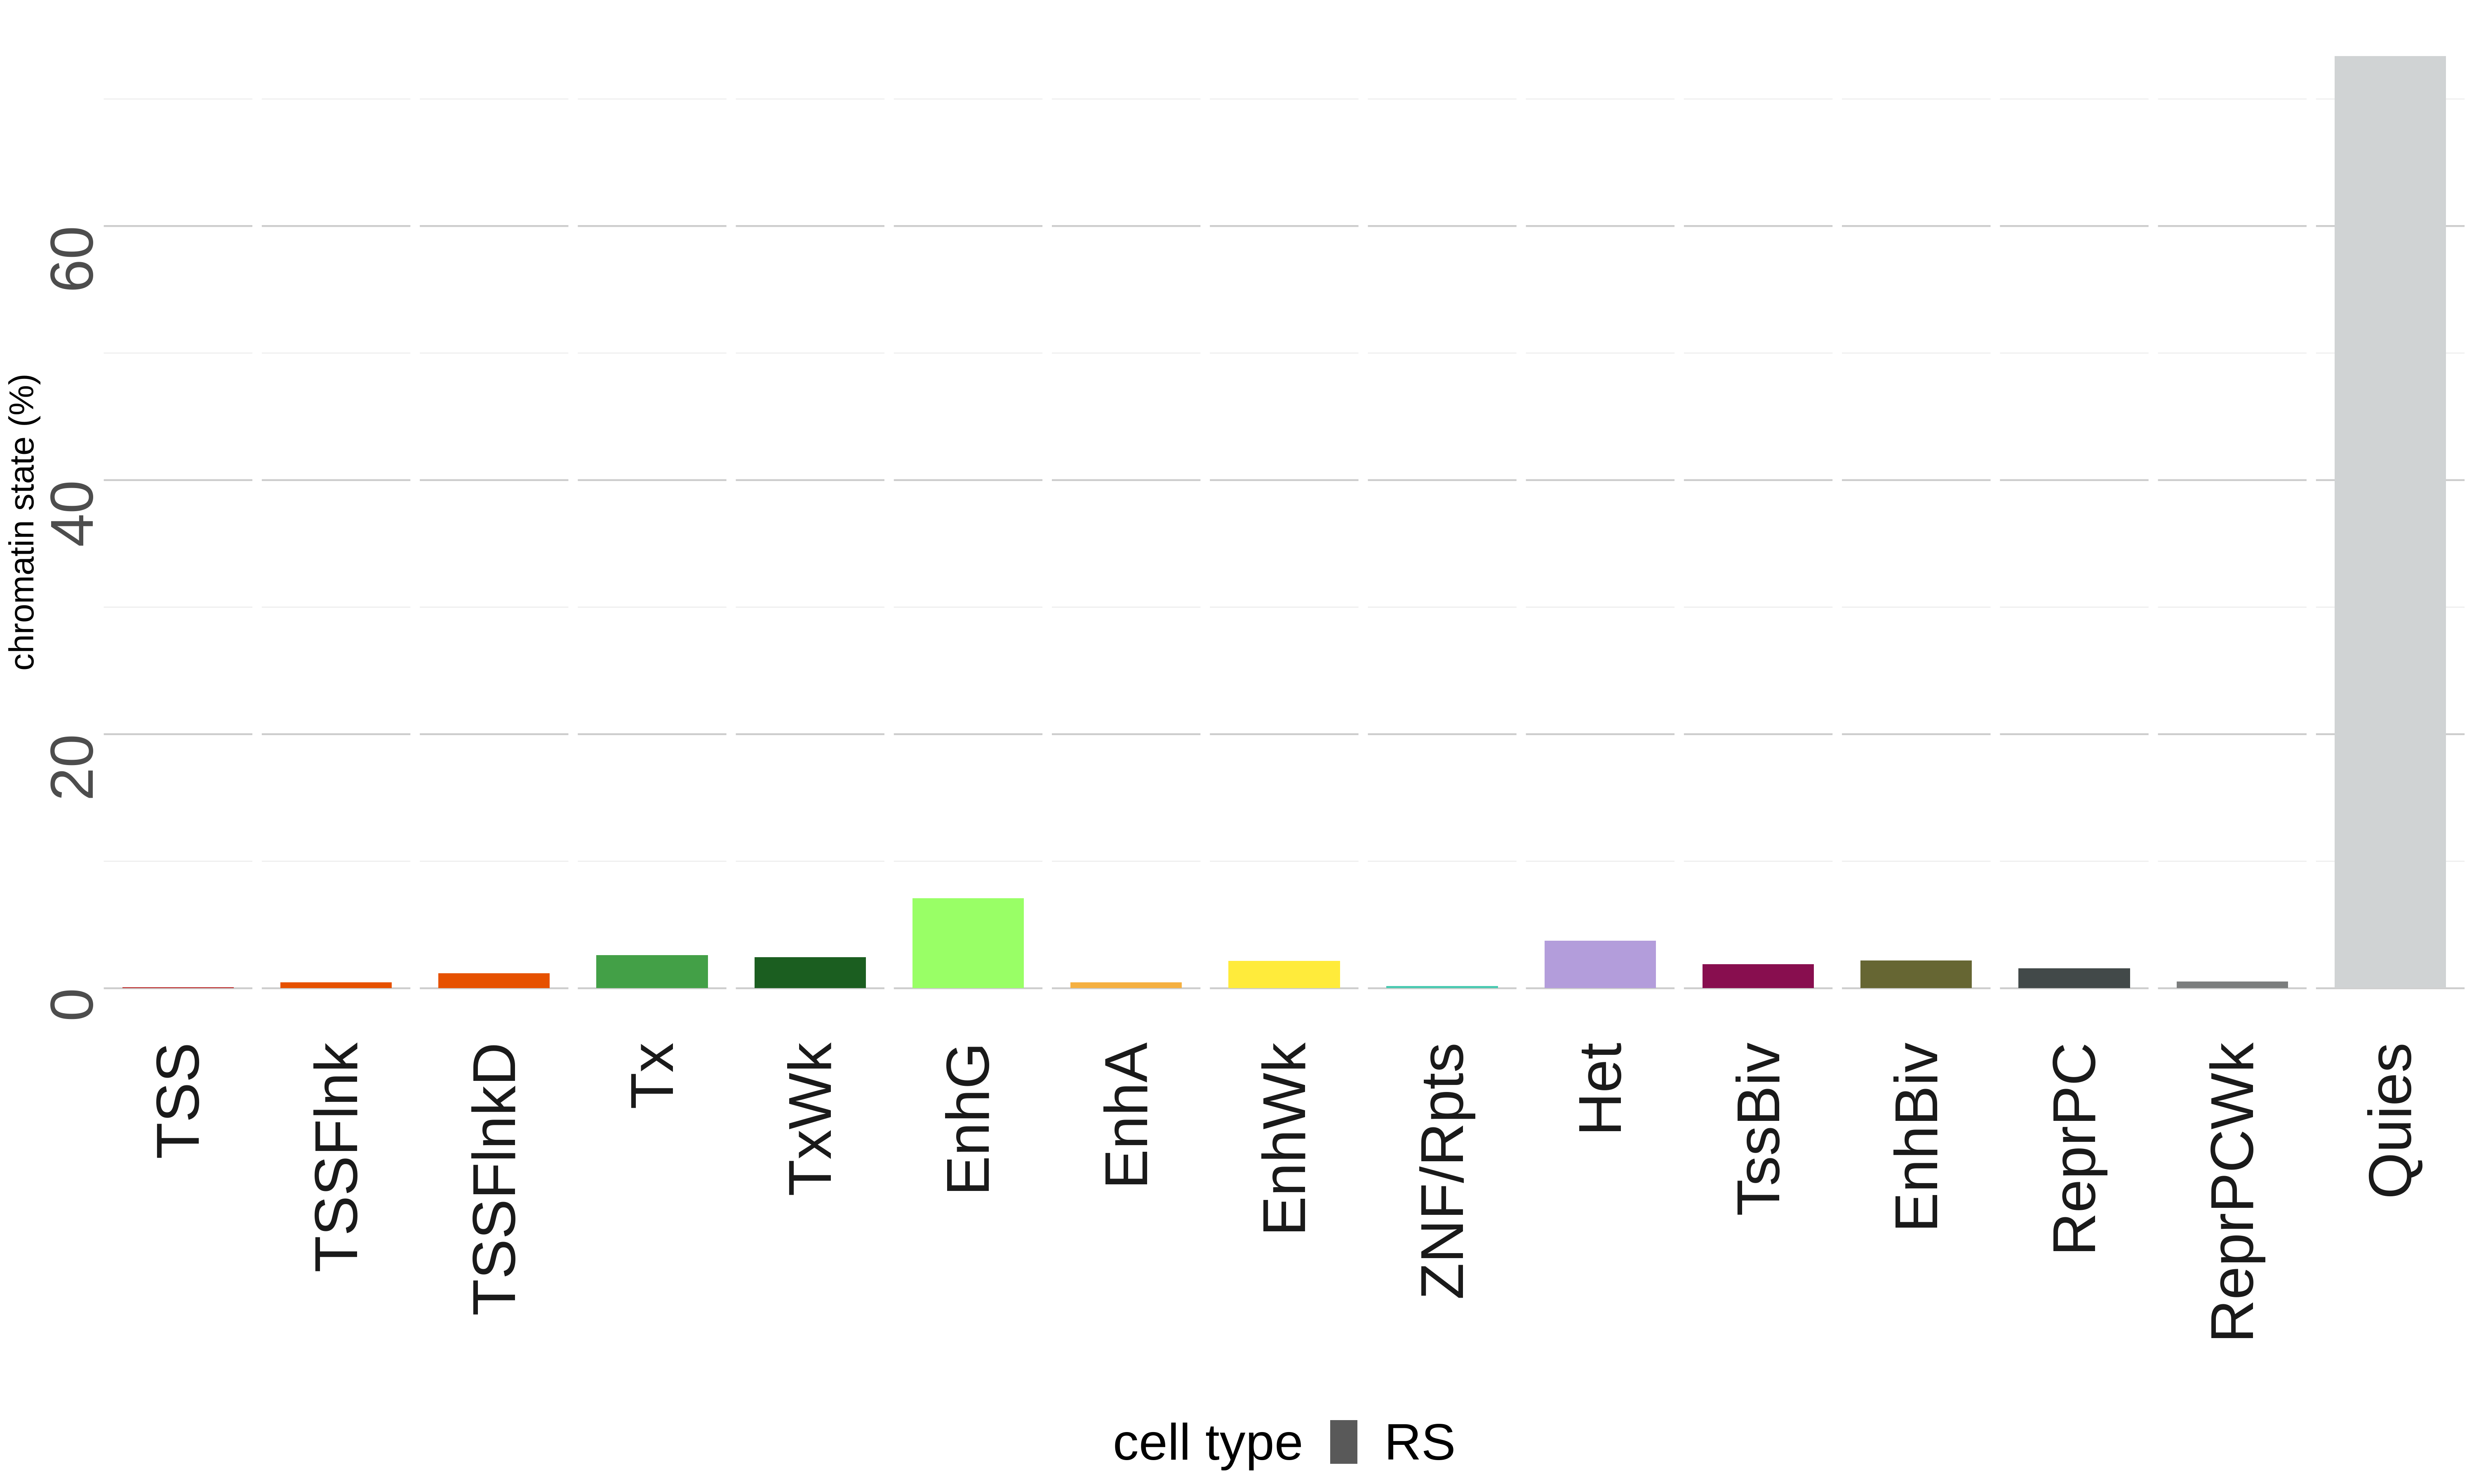 chromatin state (%)
60
40
20
0
TSS
TSSFlnk
TSSFlnkD
Tx
TxWk
EnhG
EnhA
EnhWk
ZNF/Rpts
Het
TssBiv
EnhBiv
ReprPC
ReprPCWk
Quies
cell type RS